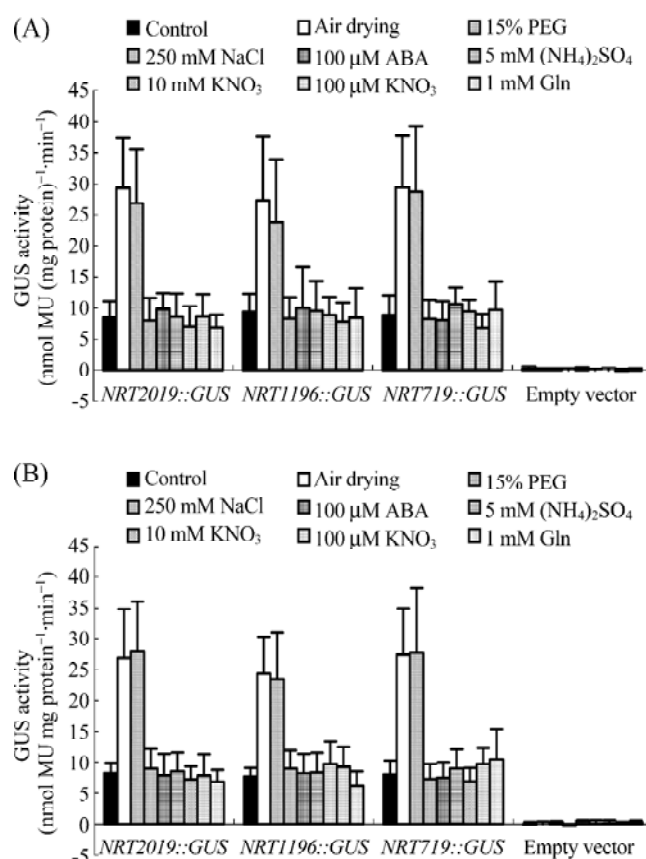 (A)
Control Air drying 15% PEG
250 mM NaCl 100 μM ABA 5 mM (NH₄)₂SO₄
10 mM KNO₃ 100 μM KNO₃ 1 mM Gln
GUS activity
(nmol MU (mg protein)⁻¹·min⁻¹)
45
40
35
30
25
20
15
10
5
0
-5
NRT2019::GUS NRT1196::GUS NRT719::GUS Empty vector
(B)
Control Air drying 15% PEG
250 mM NaCl 100 μM ABA 5 mM (NH₄)₂SO₄
10 mM KNO₃ 100 μM KNO₃ 1 mM Gln
GUS activity
(nmol MU mg protein⁻¹·min⁻¹)
45
40
35
30
25
20
15
10
5
0
-5
NRT2019::GUS NRT1196::GUS NRT719::GUS Empty vector